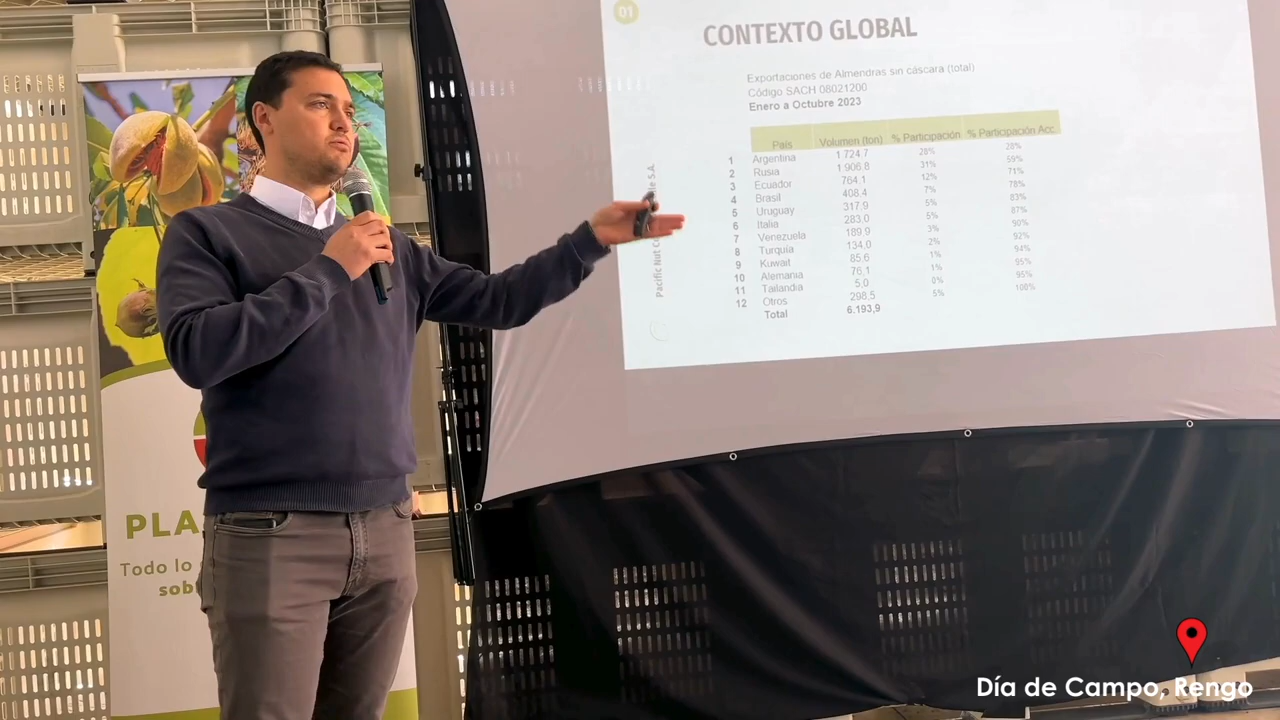 01
CONTEXTO GLOBAL
Exportaciones de Almendras sin cáscara (total)
Código SACH 08021200
Enero a Octubre 2023
País Volumen (ton) % Participación % Participación Acc.
1 Argentina 1.724,7 28% 28%
2 Rusia 1.906,8 31% 59%
3 Ecuador 764,1 12% 71%
4 Brasil 408,4 7% 78%
5 Uruguay 317,9 5% 83%
6 Italia 283,0 5% 87%
7 Venezuela 189,9 3% 90%
8 Turquía 134,0 2% 92%
9 Kuwait 85,6 1% 94%
10 Alemania 76,1 1% 95%
11 Tailandia 5,0 0% 95%
12 Otros 298,5 5% 100%
Total 6.193,9
Pacific Nut
S.A.
PLA
Todo lo
Día de Campo, Rengo